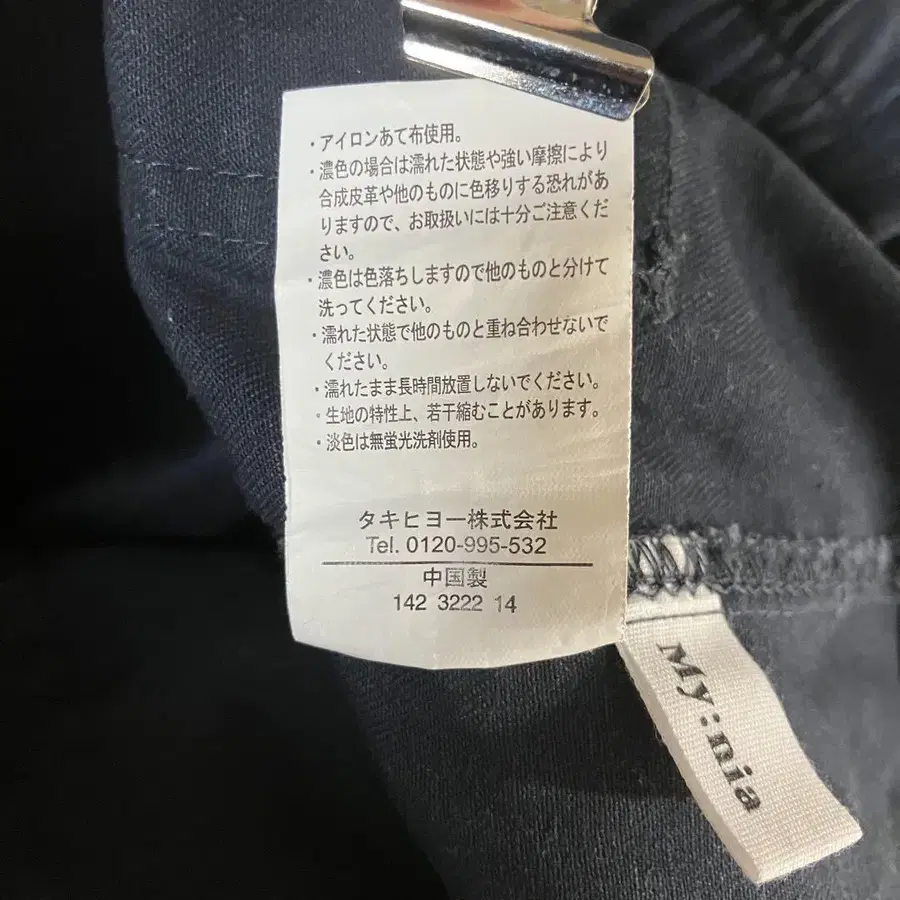 ・アイロンあて布使用。
・濃色の場合は濡れた状態や強い摩擦により
合成皮革や他のものに色移りする恐れがあ
りますので、お取扱いには十分ご注意くだ
さい。
・濃色は色落ちしますので他のものと分けて
洗ってください。
・濡れた状態で他のものと重ね合わせないで
ください。
・濡れたまま長時間放置しないでください。
・生地の特性上、若干縮むことがあります。
・淡色は無蛍光洗剤使用。
タキヒヨー株式会社
Tel. 0120-995-532
中国製
142 3222 14
My:nia